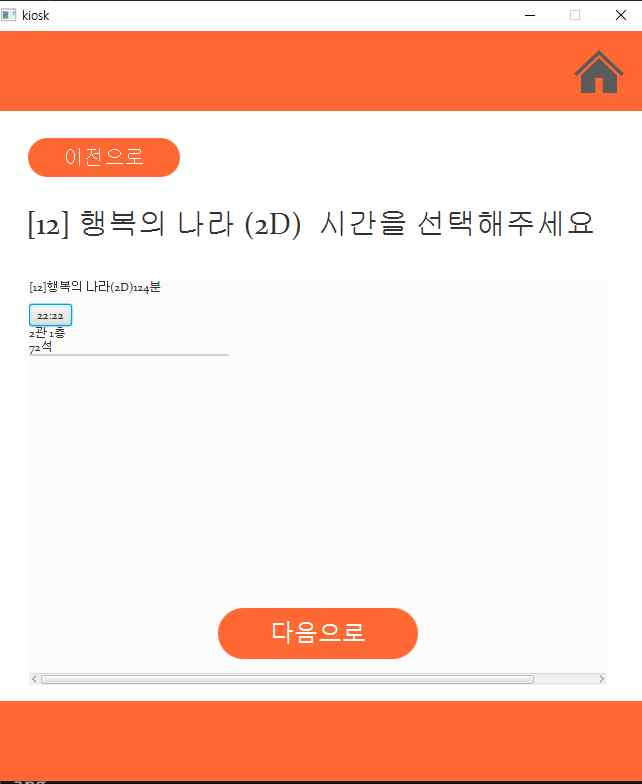 kiosk
이전으로
[12] 행복의 나라 (2D) 시간을 선택해주세요
[12]행복의 나라(2D)124분
22:22
2관 1층
72석
다음으로